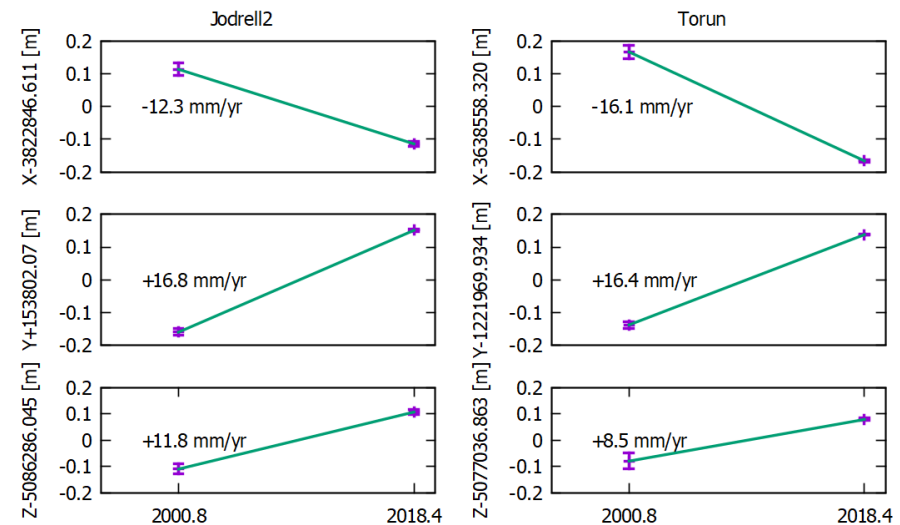 Jodrell2
Torun
X-3822846.611 [m]
0.2
0.1
0
-0.1
-0.2
-12.3 mm/yr
X-3638558.320 [m]
0.2
0.1
0
-0.1
-0.2
-16.1 mm/yr
Y+153802.07 [m]
0.2
0.1
0
-0.1
-0.2
+16.8 mm/yr
Y-1221969.934 [m]
0.2
0.1
0
-0.1
-0.2
+16.4 mm/yr
Z-5086286.045 [m]
0.2
0.1
0
-0.1
-0.2
+11.8 mm/yr
Z-5077036.863 [m]
0.2
0.1
0
-0.1
-0.2
+8.5 mm/yr
2000.8
2018.4
2000.8
2018.4